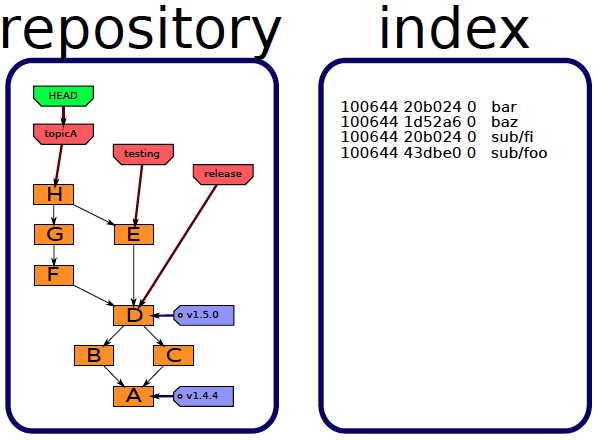 repository
HEAD
topicA
testing
release
H
G
E
F
D
v1.5.0
B
C
A
v1.4.4
index
100644 20b024 0 bar
100644 1d52a6 0 baz
100644 20b024 0 sub/fi
100644 43dbe0 0 sub/foo